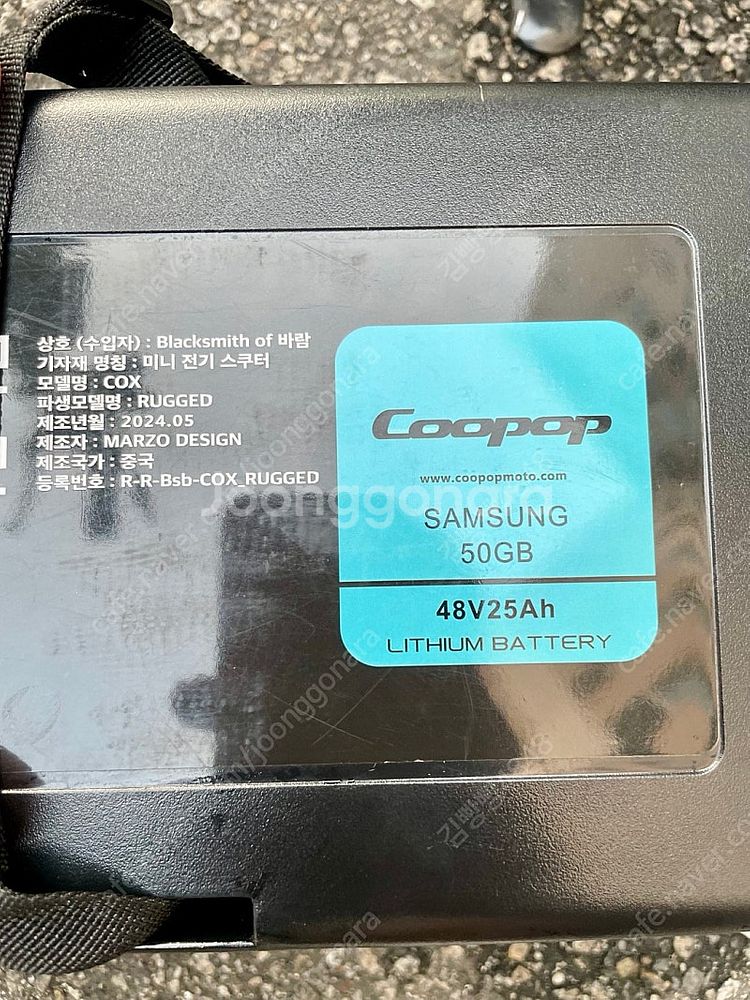 상호 (수입자) : Blacksmith of 바람
기자재 명칭 : 미니 전기 스쿠터
모델명 : COX
파생모델명 : RUGGED
제조년월 : 2024.05
제조자 : MARZO DESIGN
제조국가 : 중국
등록번호 : R-R-Bsb-COX_RUGGED
Coopop
www.coopopmoto.com
SAMSUNG
50GB
48V25Ah
LITHIUM BATTERY
Joonggonara